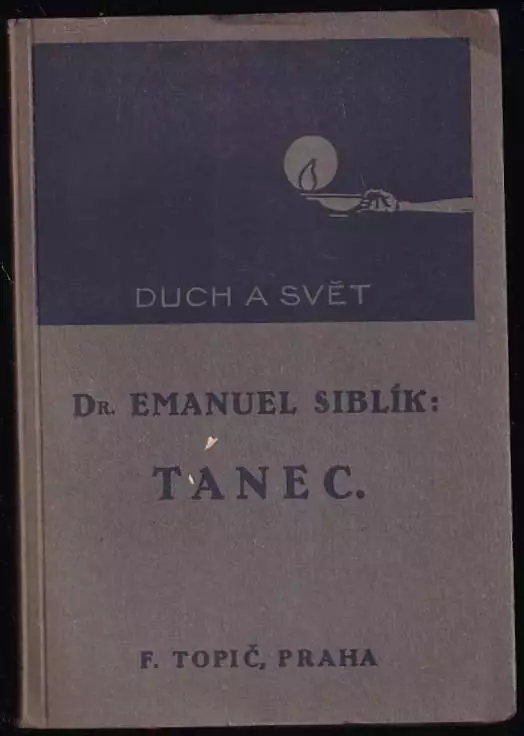 DUCH A SVĚT
DR. EMANUEL SIBLÍK:
TANEC.
F. TOPIČ, PRAHA